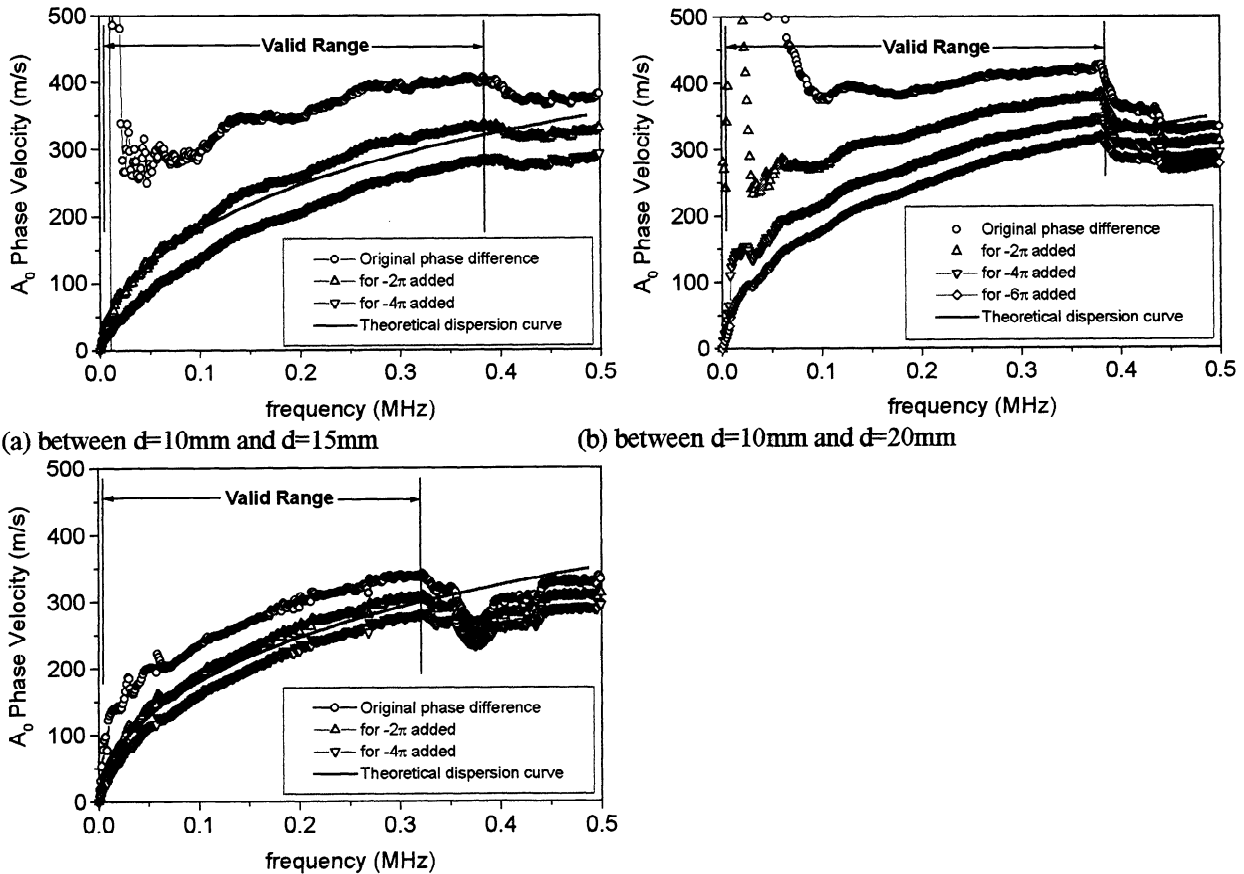 500
400
300
200
100
0
A0 Phase Velocity (m/s)
Valid Range
Original phase difference
for -2π added
for -4π added
Theoretical dispersion curve
0.0 0.1 0.2 0.3 0.4 0.5
frequency (MHz)
(a) between d=10mm and d=15mm
500
400
300
200
100
0
A0 Phase Velocity (m/s)
Valid Range
Original phase difference
for -2π added
for -4π added
for -6π added
Theoretical dispersion curve
0.0 0.1 0.2 0.3 0.4 0.5
frequency (MHz)
(b) between d=10mm and d=20mm
500
400
300
200
100
0
A0 Phase Velocity (m/s)
Valid Range
Original phase difference
for -2π added
for -4π added
Theoretical dispersion curve
0.0 0.1 0.2 0.3 0.4 0.5
frequency (MHz)